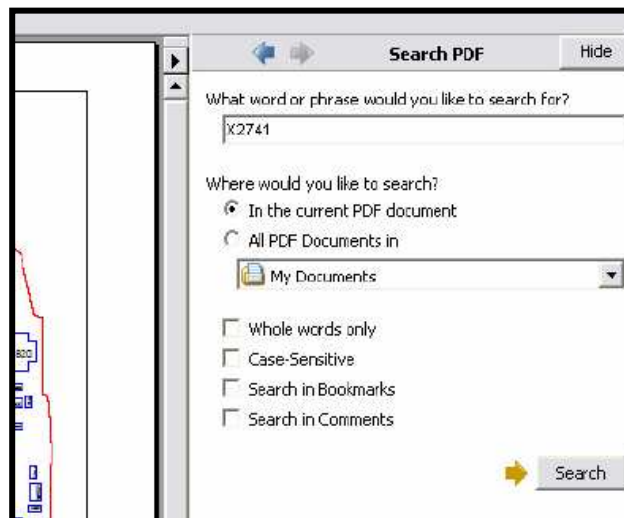 Search PDF
Hide
What word or phrase would you like to search for?
X2741
Where would you like to search?
In the current PDF document
All PDF Documents in
My Documents
Whole words only
Case-Sensitive
Search in Bookmarks
Search in Comments
Search